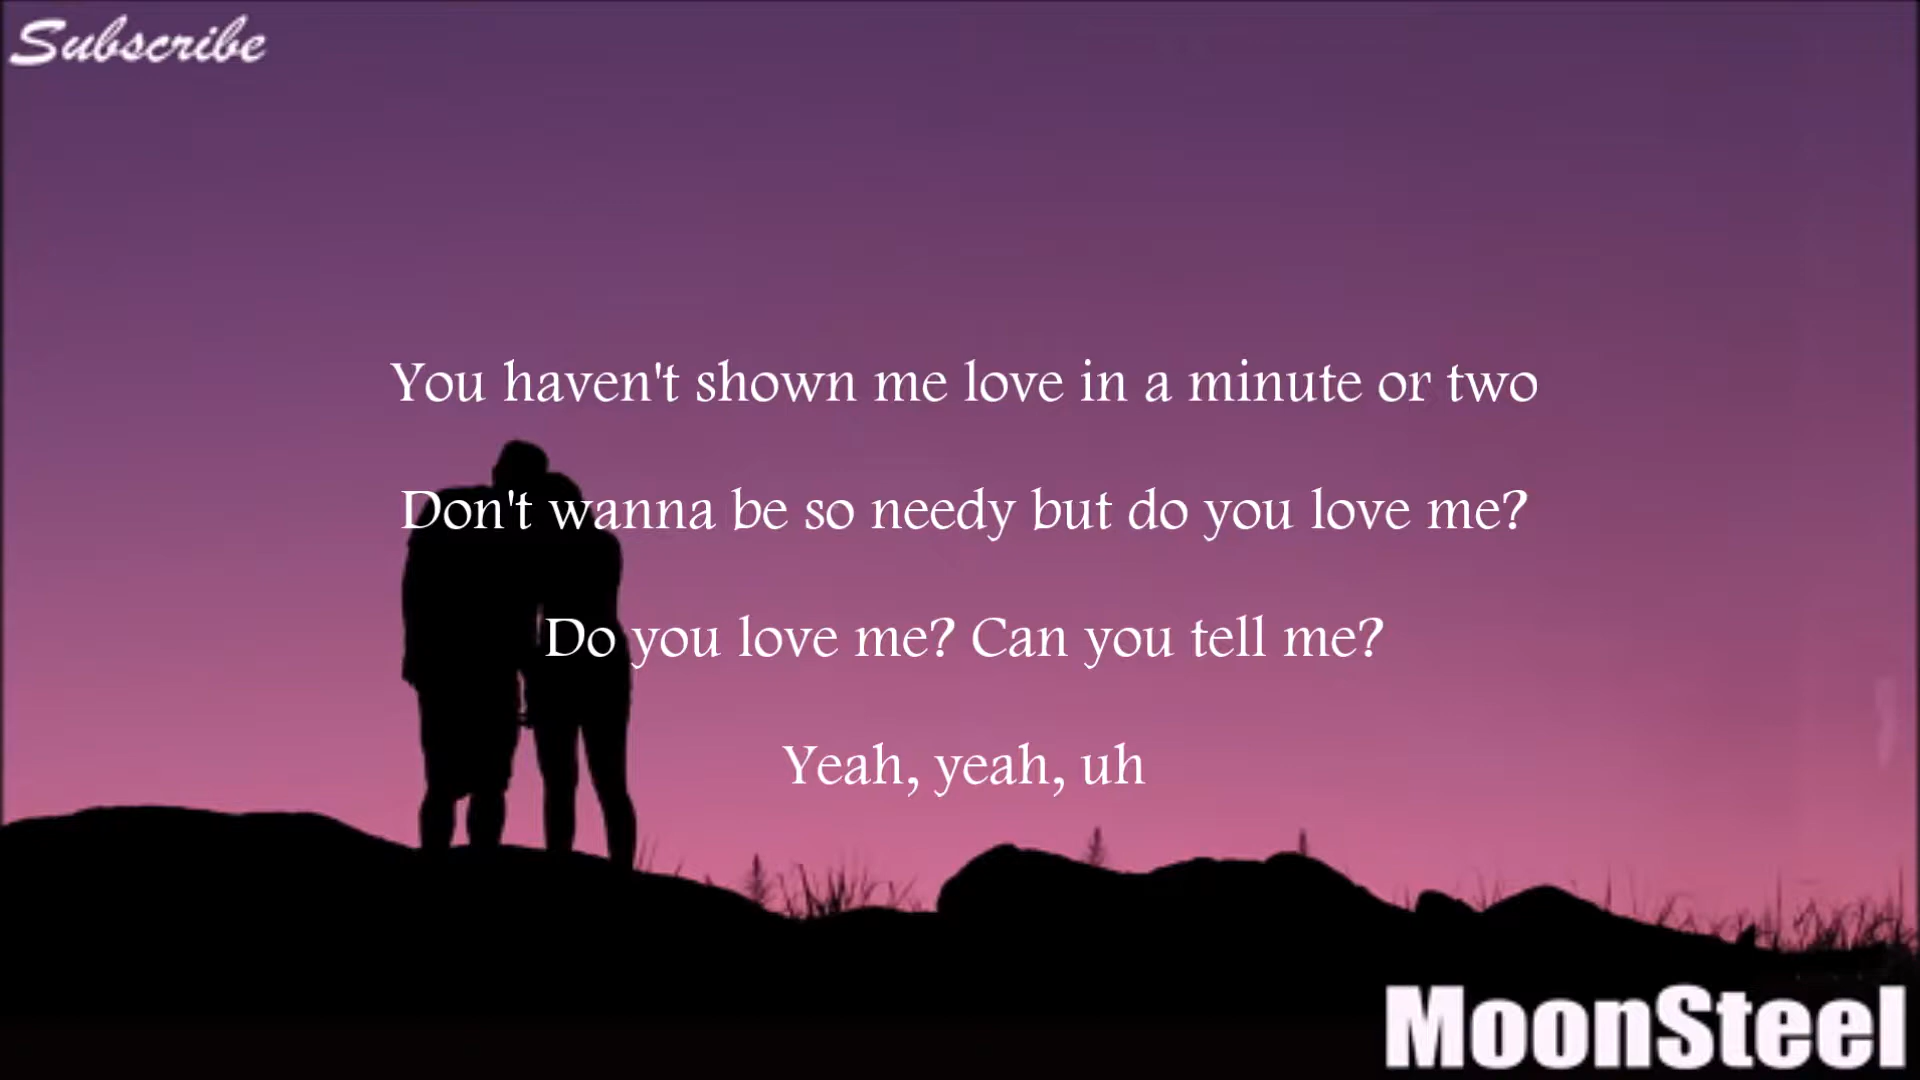 Subscribe
You haven't shown me love in a minute or two
Don't wanna be so needy but do you love me?
Do you love me? Can you tell me?
Yeah, yeah, uh
MoonSteel